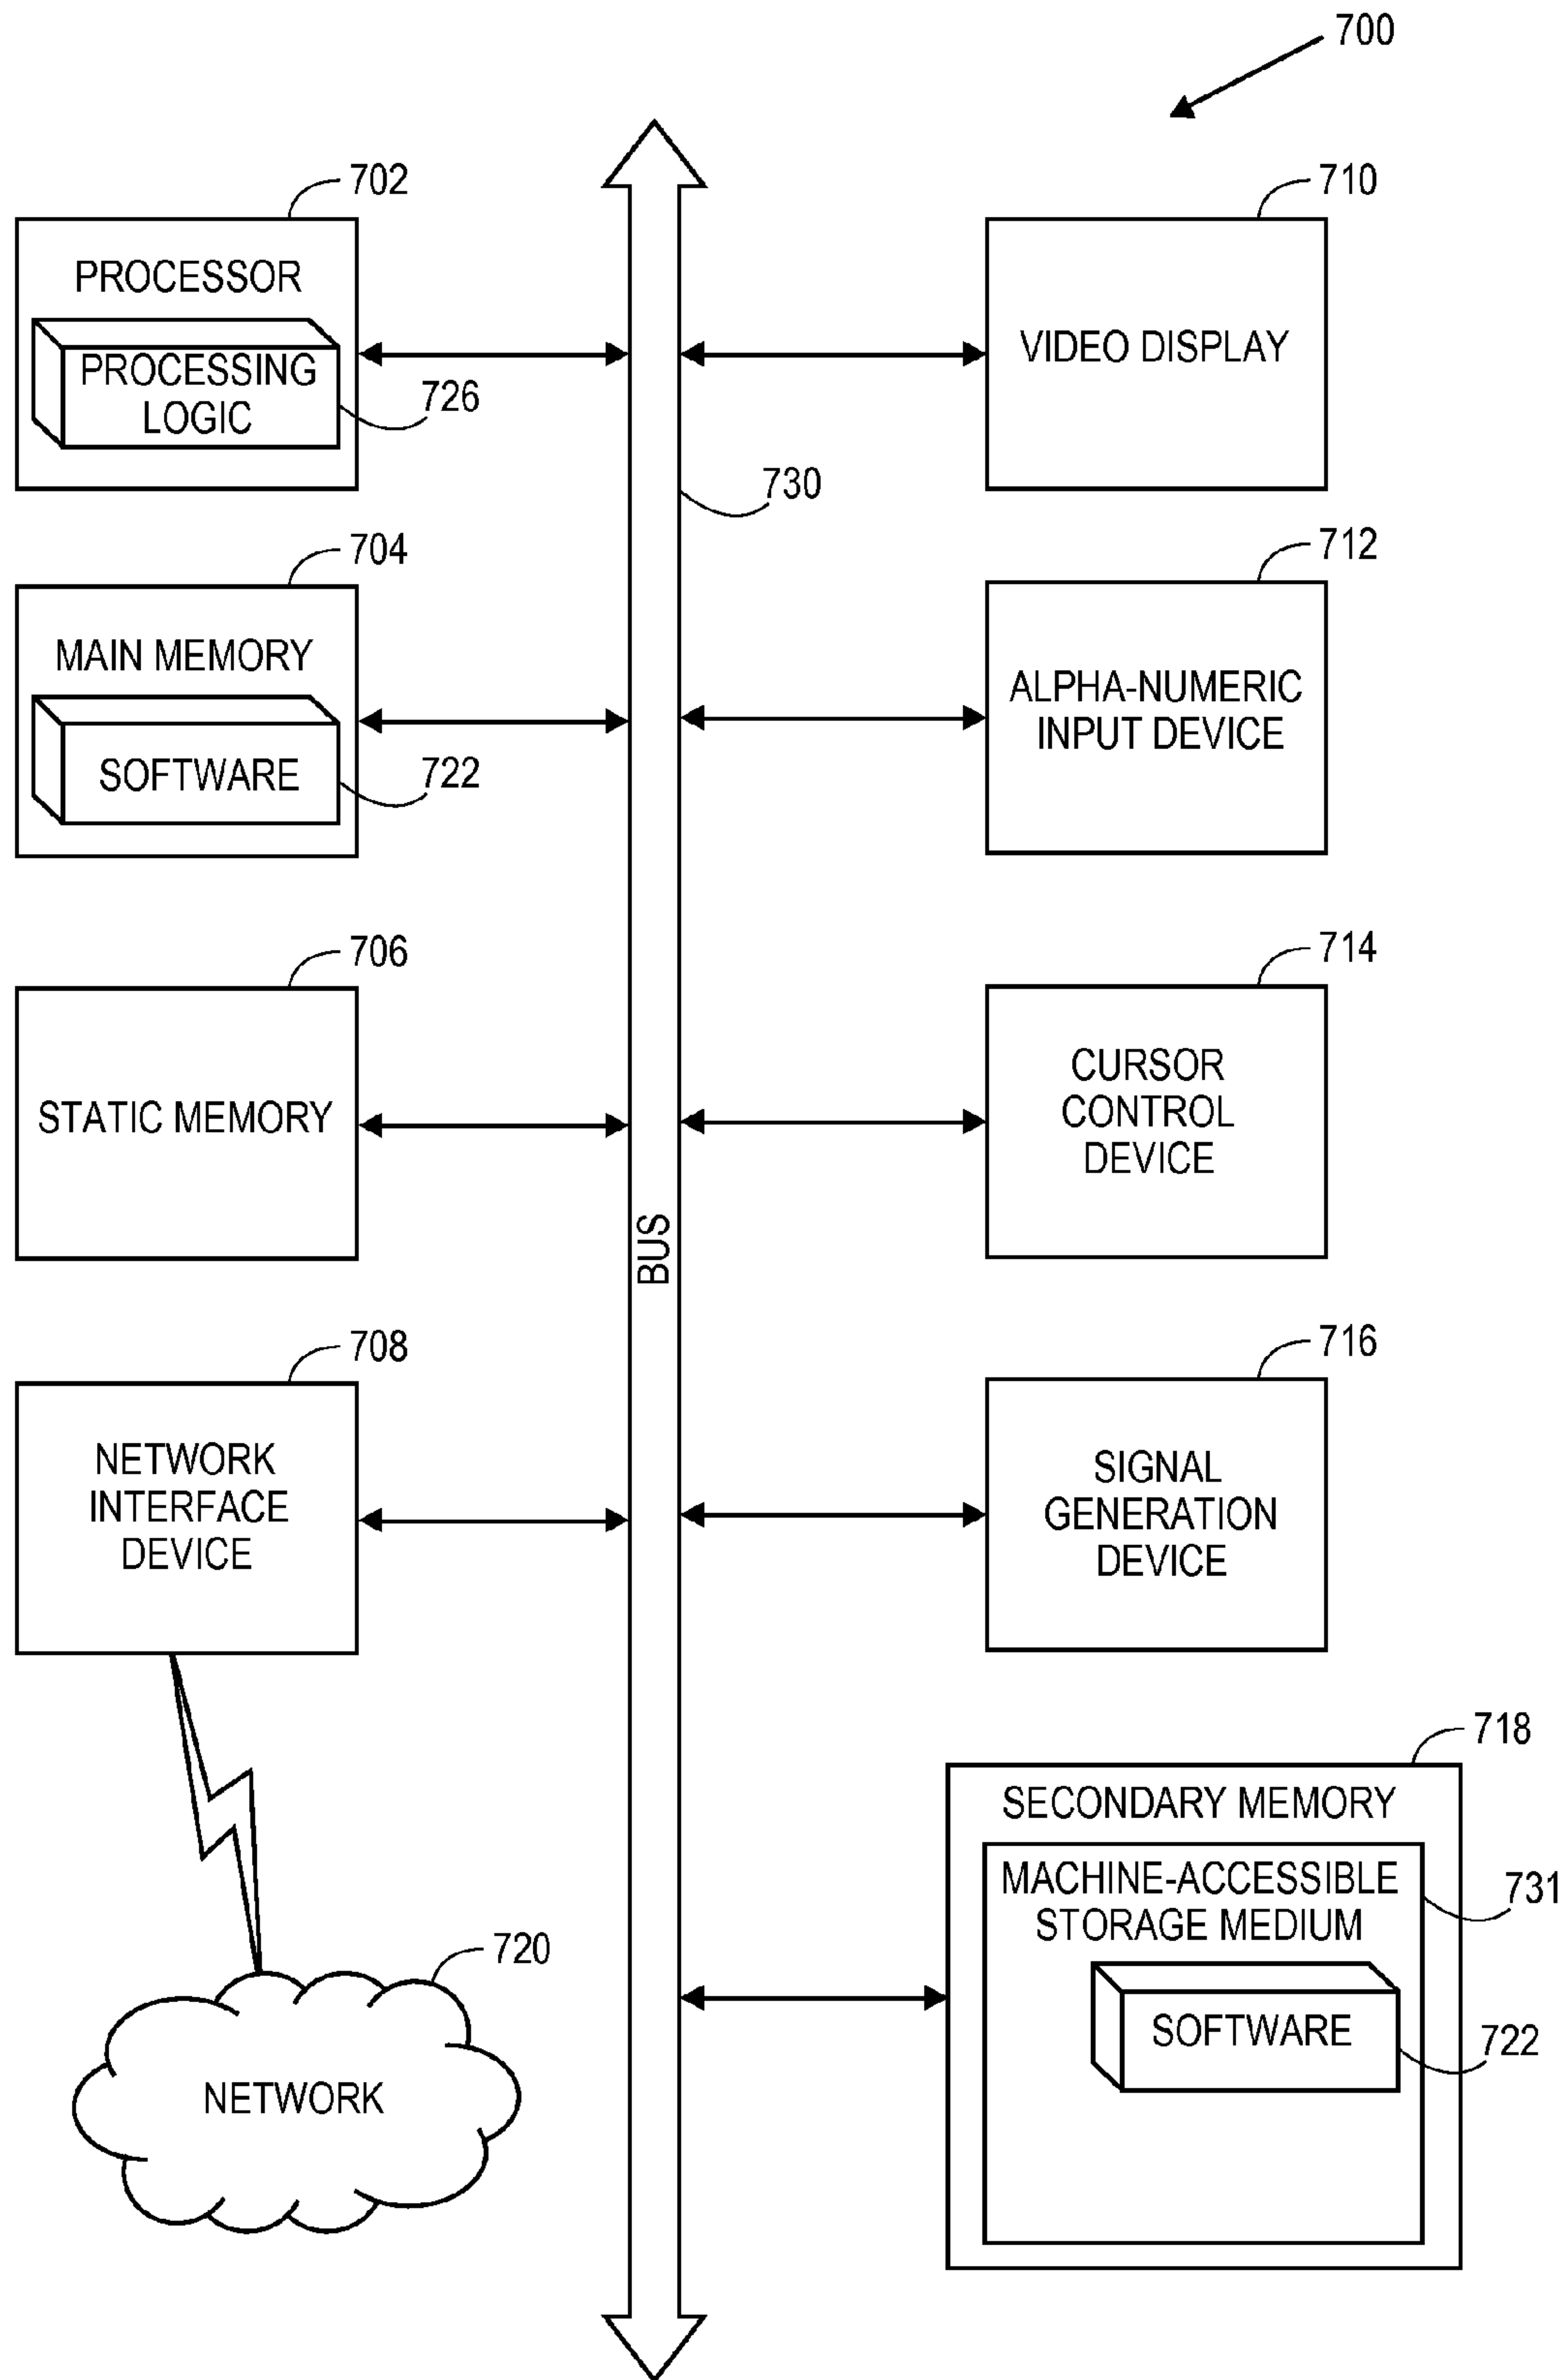 700
702
PROCESSOR
PROCESSING
LOGIC
726
704
MAIN MEMORY
SOFTWARE
722
706
STATIC MEMORY
708
NETWORK
INTERFACE
DEVICE
720
NETWORK
730
BUS
710
VIDEO DISPLAY
712
ALPHA-NUMERIC
INPUT DEVICE
714
CURSOR
CONTROL
DEVICE
716
SIGNAL
GENERATION
DEVICE
718
SECONDARY MEMORY
MACHINE-ACCESSIBLE
STORAGE MEDIUM
731
SOFTWARE
722